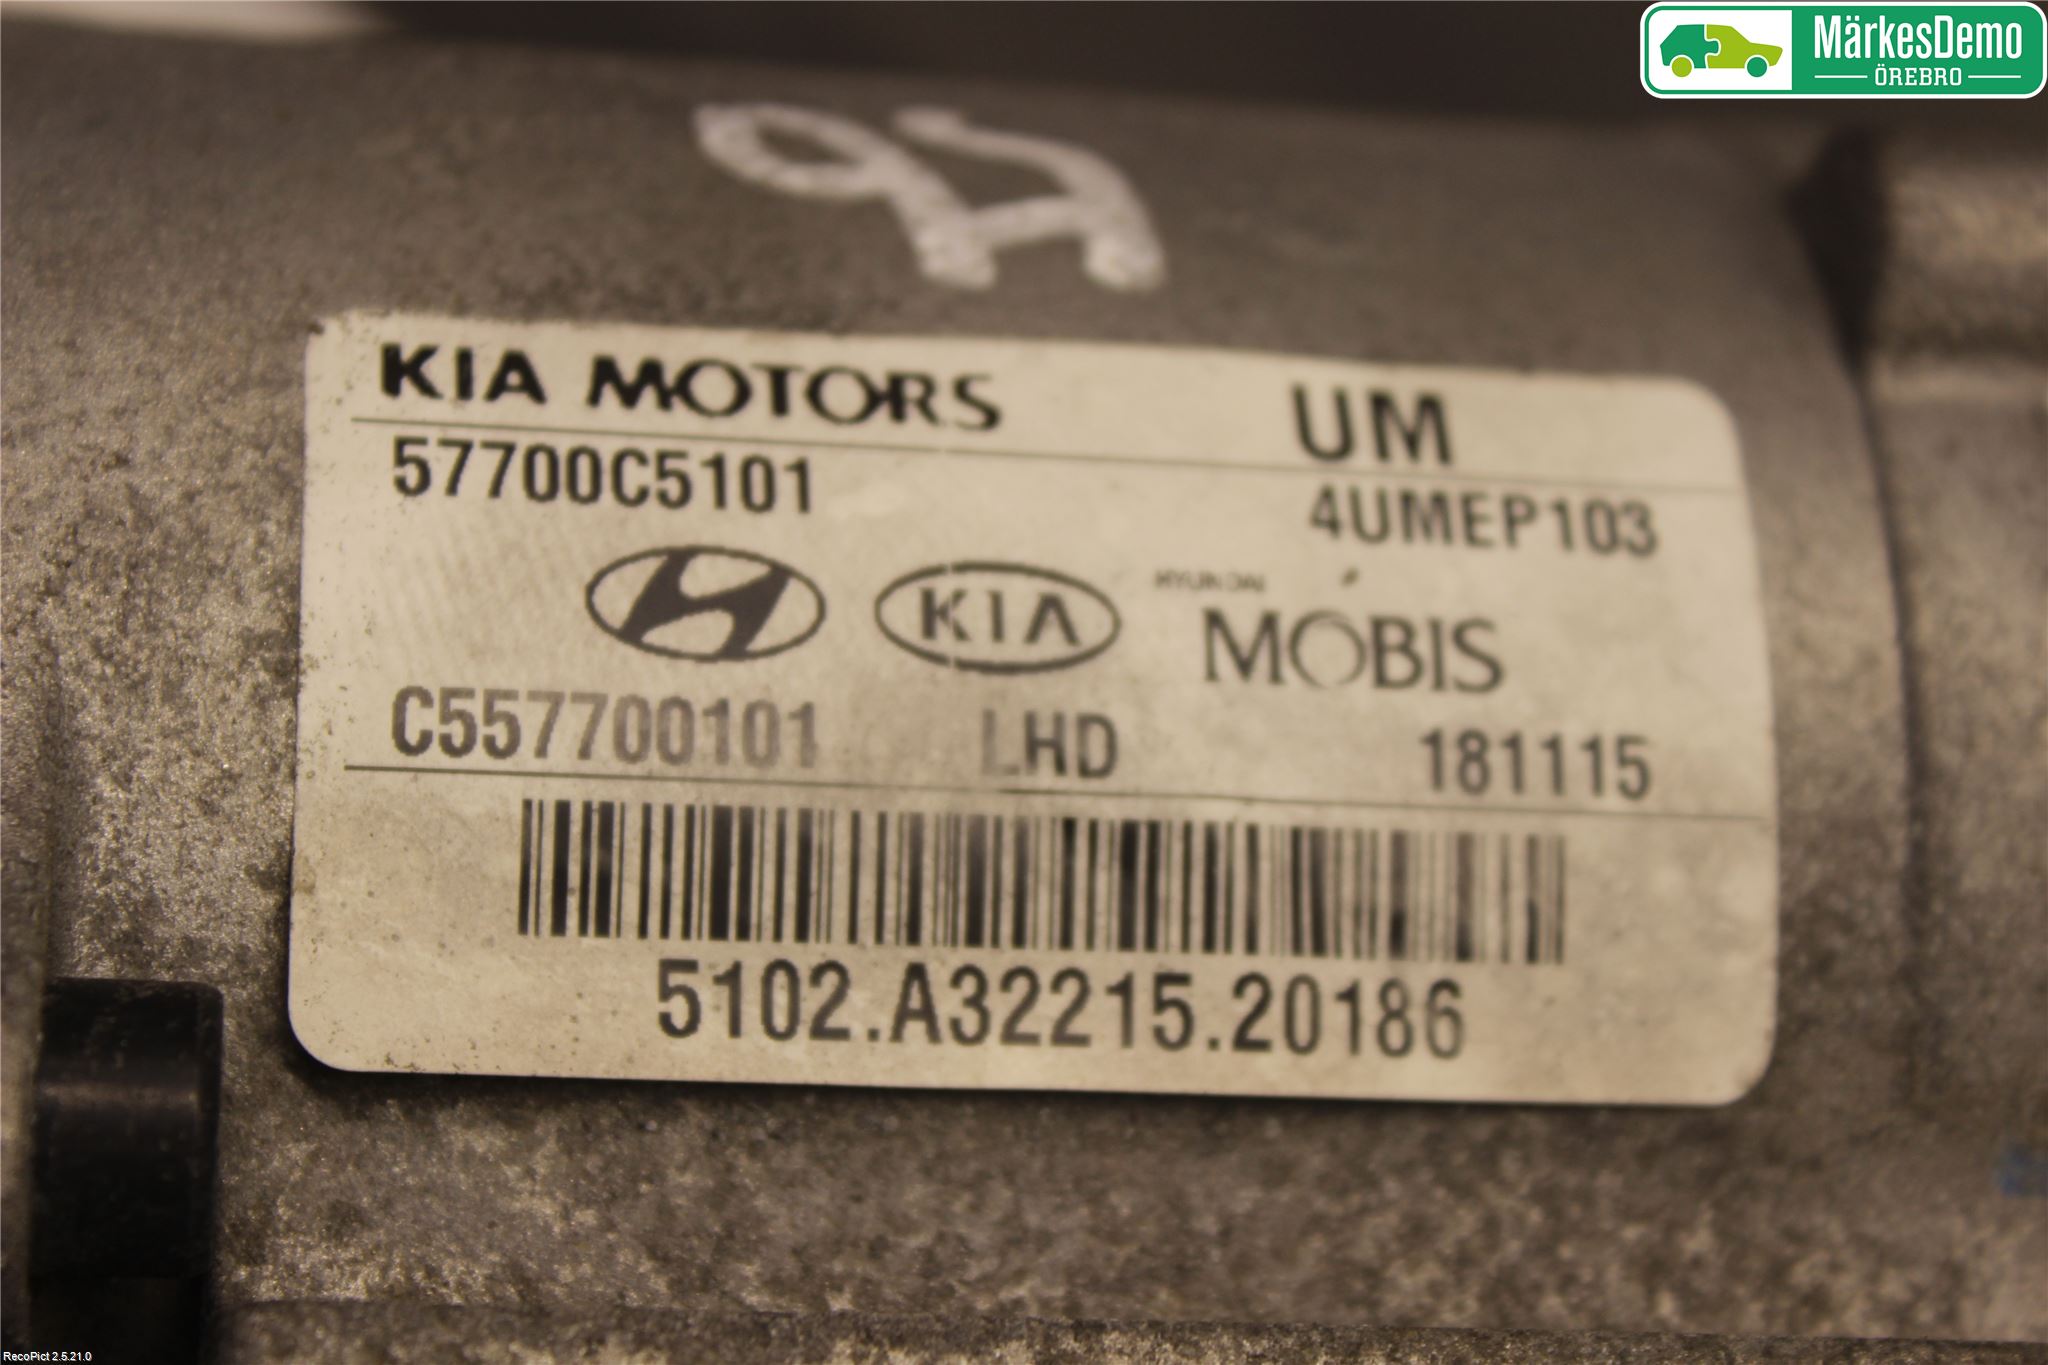 MärkesDemo
ÖREBRO
KIA MOTORS UM
57700C5101 4UMEP103
KIA HYUNDAI MOBIS
C557700101 LHD 181115
5102.A32215.20186
RecoPict 2.5.21.0